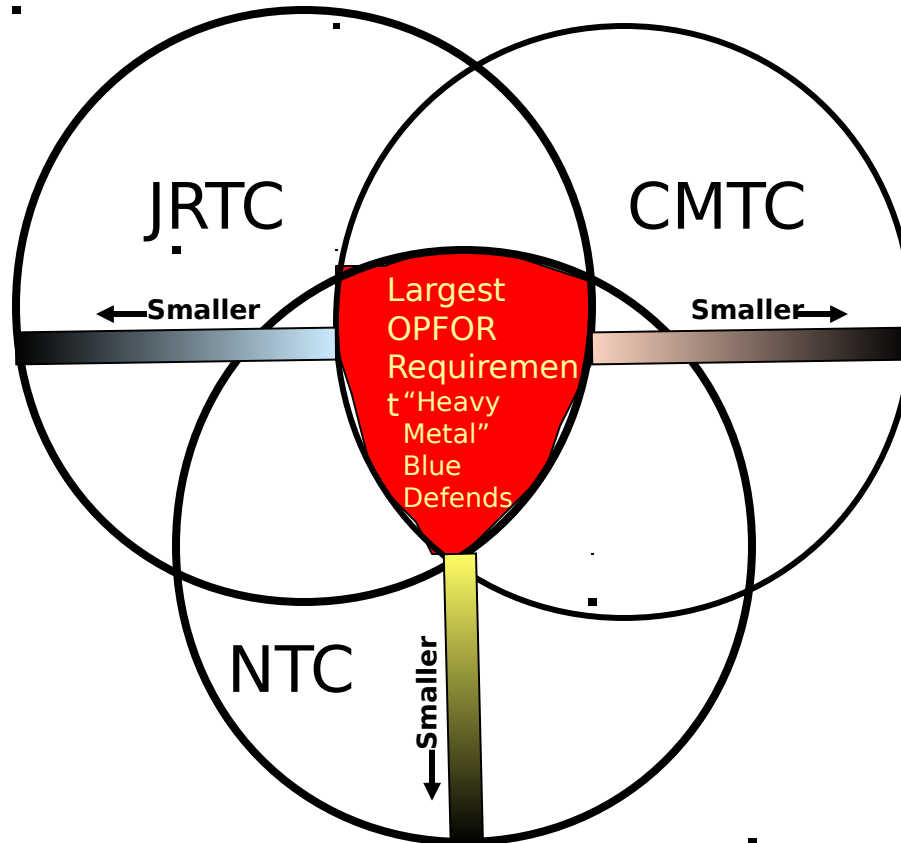 JRTC
CMTC
Smaller
Smaller
Largest
OPFOR
Requiremen
t
“Heavy
Metal”
Blue
Defends
NTC
Smaller